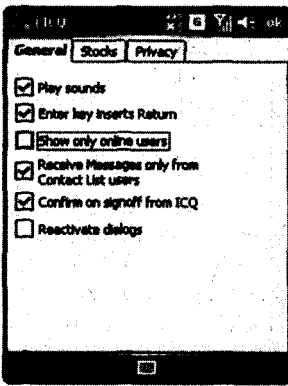 ICQ G ok
General Stocks Privacy
Play sounds
Enter key inserts Return
Show only online users
Receive Messages only from
Contact List users
Confirm on signoff from ICQ
Reactivate dialogs